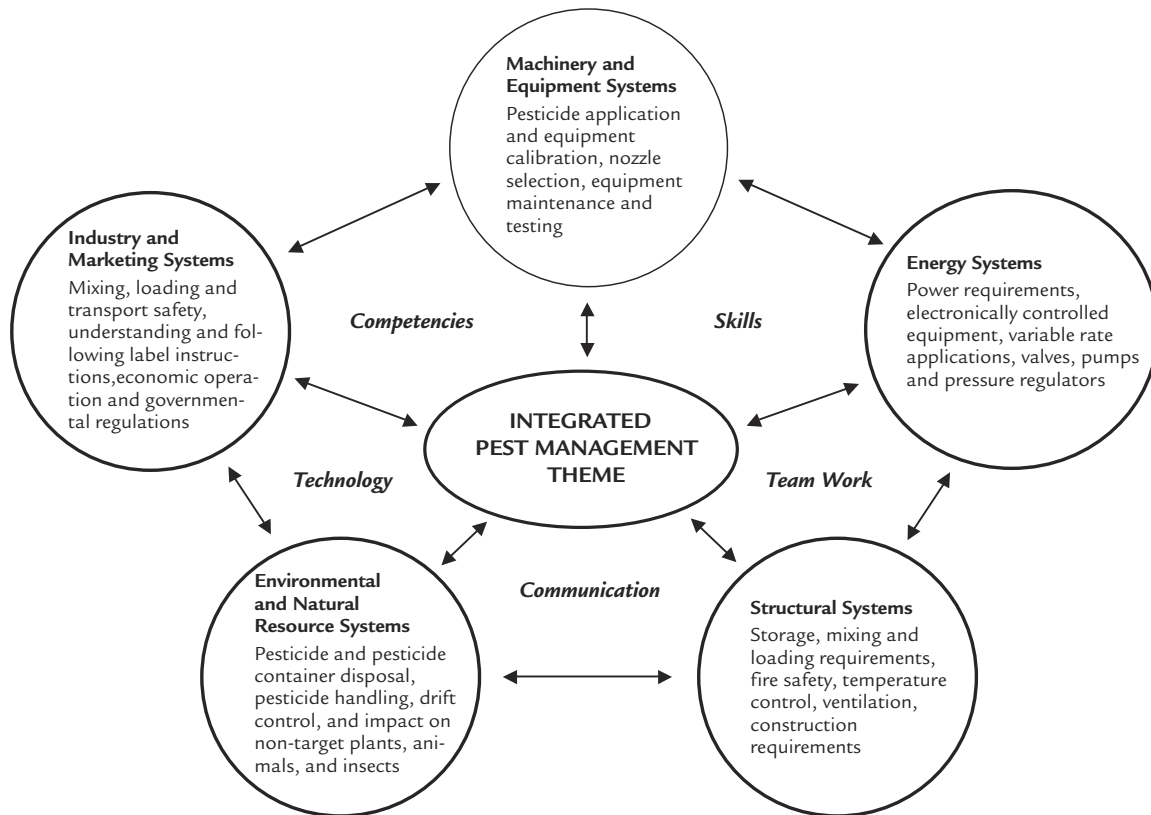 Machinery and
Equipment Systems
Pesticide application
and equipment
calibration, nozzle
selection, equipment
maintenance and
testing
Industry and
Marketing Systems
Mixing, loading and
transport safety,
understanding and fol-
lowing label instruc-
tions,economic opera-
tion and governmen-
tal regulations
Energy Systems
Power requirements,
electronically controlled
equipment, variable rate
applications, valves, pumps
and pressure regulators
Competencies
Skills
INTEGRATED
PEST MANAGEMENT
THEME
Technology
Team Work
Communication
Environmental
and Natural
Resource Systems
Pesticide and pesticide
container disposal,
pesticide handling, drift
control, and impact on
non-target plants, ani-
mals, and insects
Structural Systems
Storage, mixing and
loading requirements,
fire safety, temperature
control, ventilation,
construction
requirements